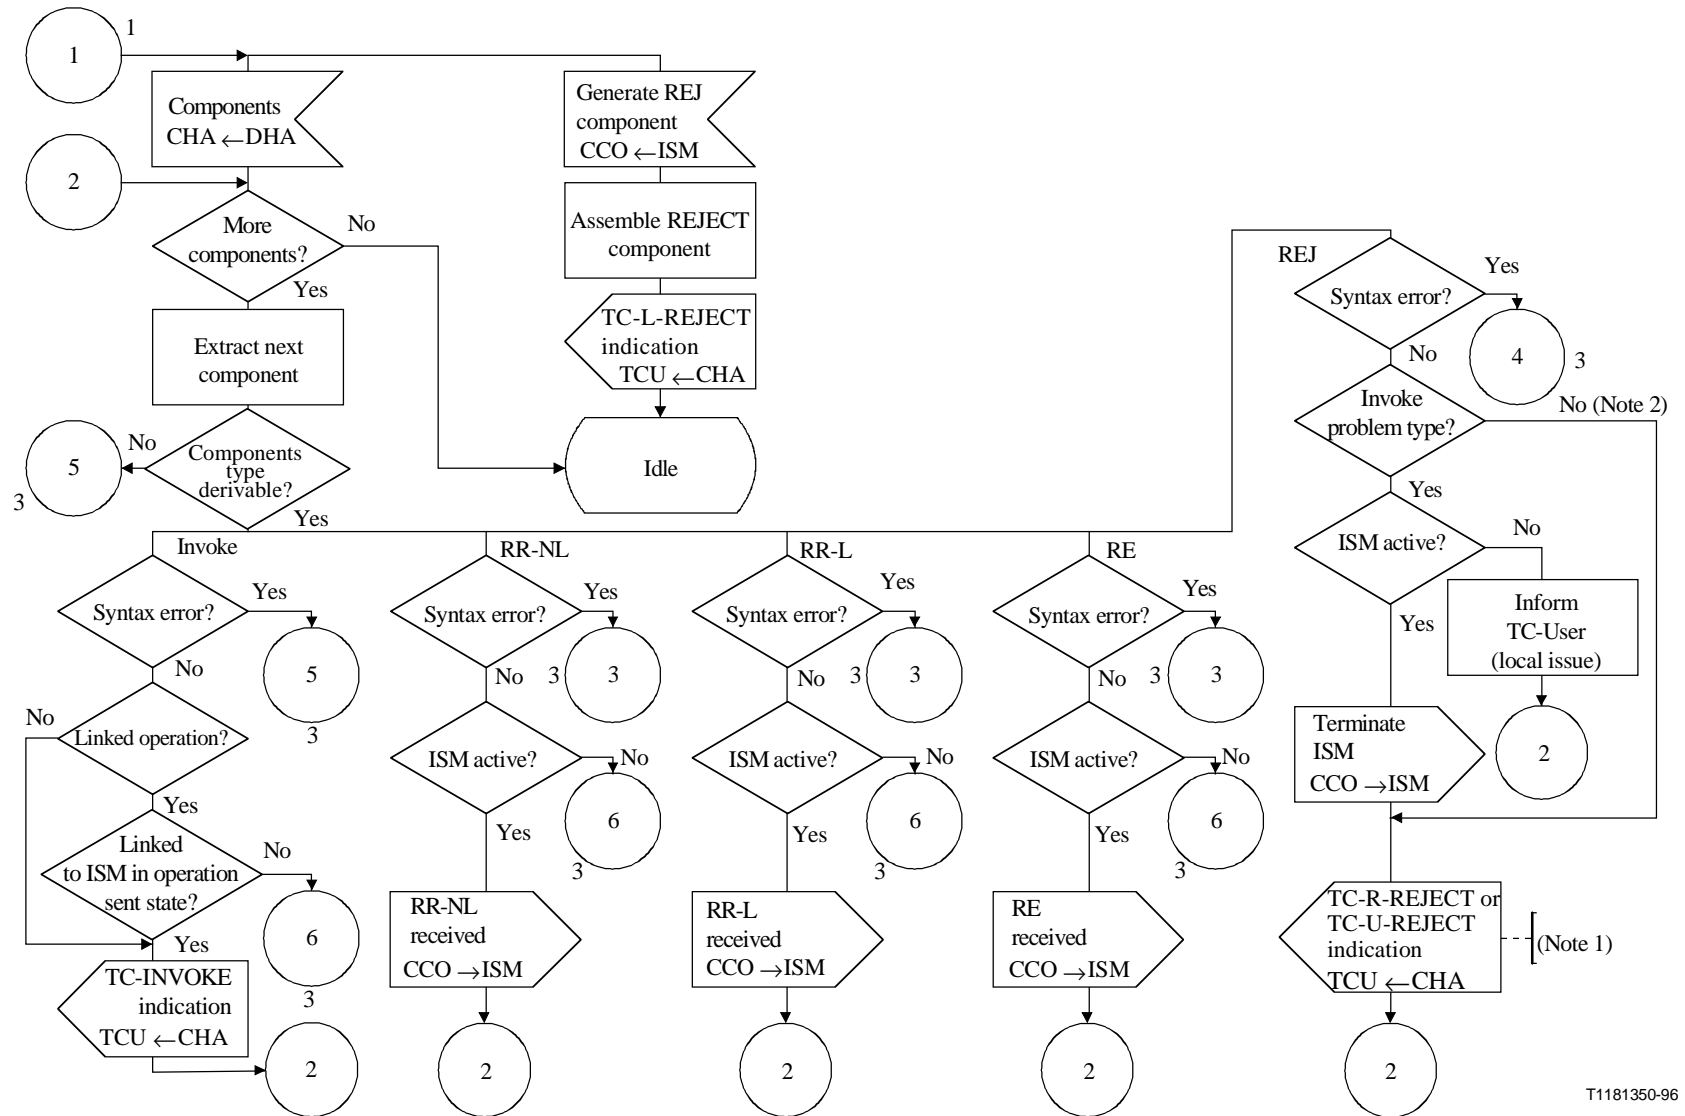 1
1
Components
CHA ←DHA
Generate REJ
component
CCO ←ISM
2
More
components?
No
Yes
Assemble REJECT
component
Extract next
component
TC-L-REJECT
indication
TCU ←CHA
No
5
3
Components
type
derivable?
Yes
Idle
REJ
Syntax error?
Yes
4
3
No
Invoke
problem type?
No (Note 2)
Yes
ISM active?
No
Yes
Inform
TC-User
(local issue)
2
Terminate
ISM
CCO →ISM
TC-R-REJECT or
TC-U-REJECT
indication
TCU ←CHA
(Note 1)
2
Invoke
Syntax error?
Yes
5
3
No
Linked operation?
No
Yes
Linked
to ISM in operation
sent state?
No
6
3
Yes
TC-INVOKE
indication
TCU ←CHA
2
RR-NL
Syntax error?
Yes
3
3
No
ISM active?
No
6
3
Yes
RR-NL
received
CCO →ISM
2
RR-L
Syntax error?
Yes
3
3
No
ISM active?
No
6
3
Yes
RR-L
received
CCO →ISM
2
RE
Syntax error?
Yes
3
3
No
ISM active?
No
6
3
Yes
RE
received
CCO →ISM
2
T1181350-96